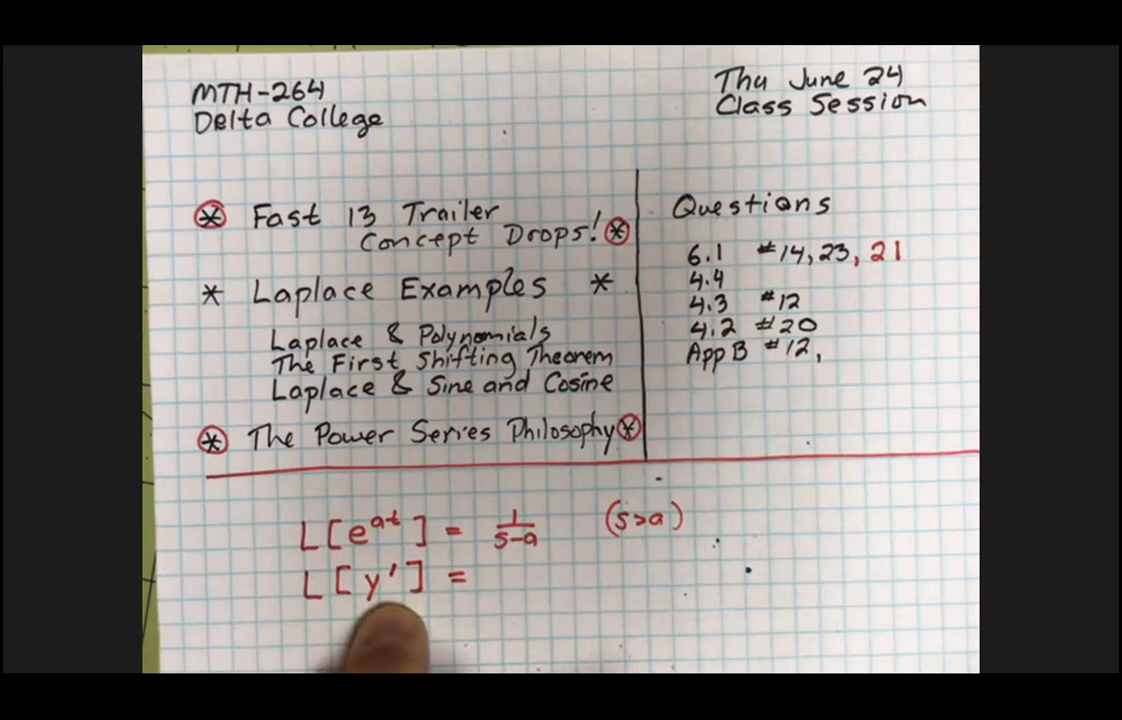 MTH-264
Delta College
Thu June 24
Class Session
⊛ Fast 13 Trailer
Concept Drops! ⊛
* Laplace Examples *
Laplace & Polynomials
The First Shifting Theorem
Laplace & Sine and Cosine
⊛ The Power Series Philosophy ⊛
Questions
6.1 #14, 23, 21
4.4
4.3 #12
4.2 #20
App B #12,
L[e^{at}] = 1/(s-a) (s>a)
L[y'] =